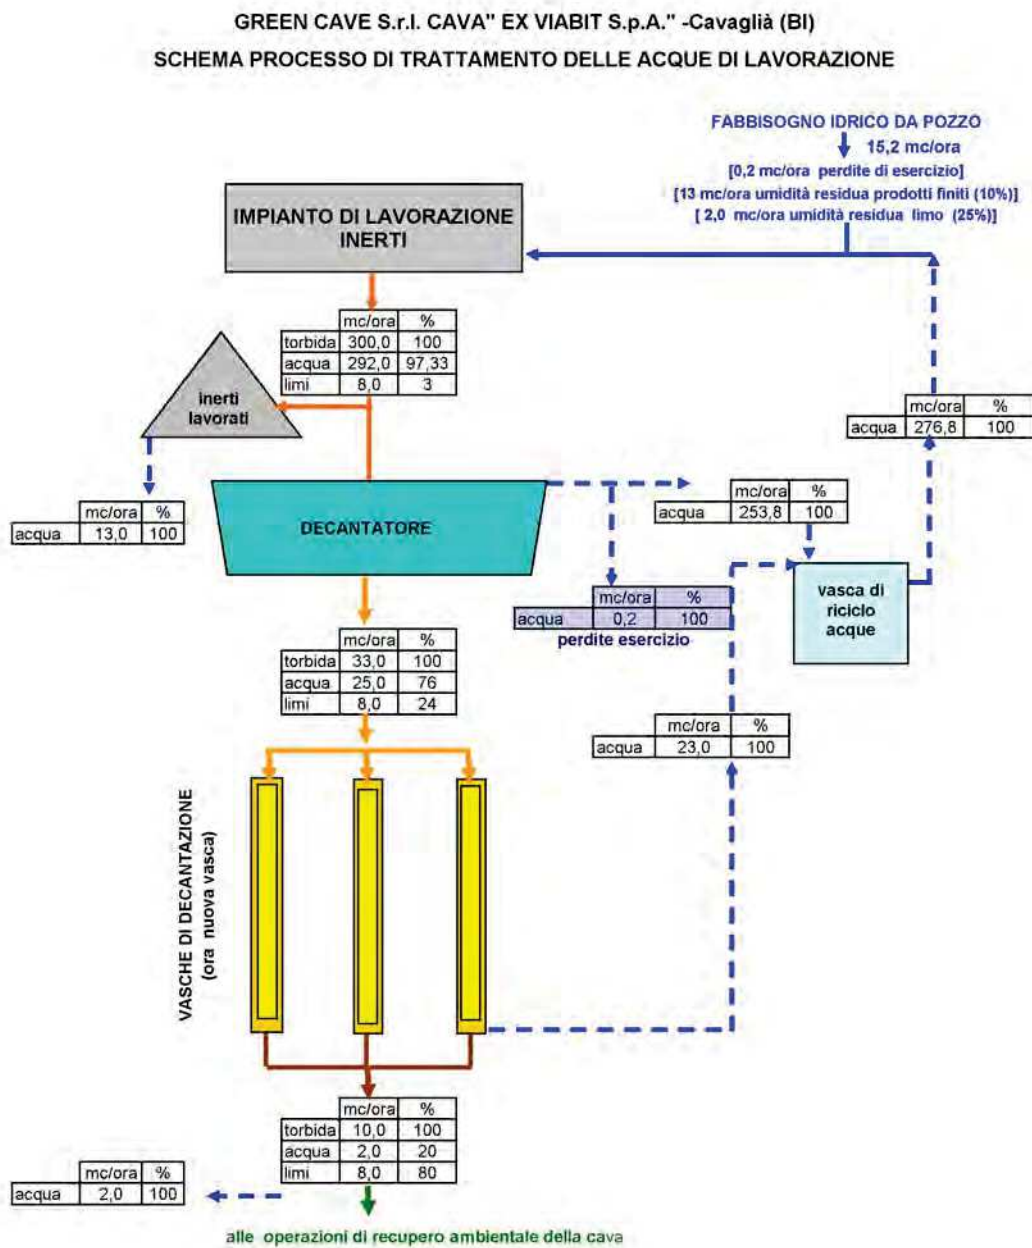 GREEN CAVE S.r.l. CAVA" EX VIABIT S.p.A." -Cavaglià (BI)
SCHEMA PROCESSO DI TRATTAMENTO DELLE ACQUE DI LAVORAZIONE
FABBISOGNO IDRICO DA POZZO
15,2 mc/ora
[0,2 mc/ora perdite di esercizio]
[13 mc/ora umidità residua prodotti finiti (10%)]
[ 2,0 mc/ora umidità residua limo (25%)]
IMPIANTO DI LAVORAZIONE
INERTI
mc/ora %
torbida 300,0 100
acqua 292,0 97,33
limi 8,0 3
inerti
lavorati
mc/ora %
acqua 276,8 100
mc/ora %
acqua 13,0 100
DECANTATORE
mc/ora %
acqua 253,8 100
mc/ora %
acqua 0,2 100
perdite esercizio
vasca di
riciclo
acque
mc/ora %
torbida 33,0 100
acqua 25,0 76
limi 8,0 24
mc/ora %
acqua 23,0 100
VASCHE DI DECANTAZIONE
(ora nuova vasca)
mc/ora %
torbida 10,0 100
acqua 2,0 20
limi 8,0 80
mc/ora %
acqua 2,0 100
alle operazioni di recupero ambientale della cava